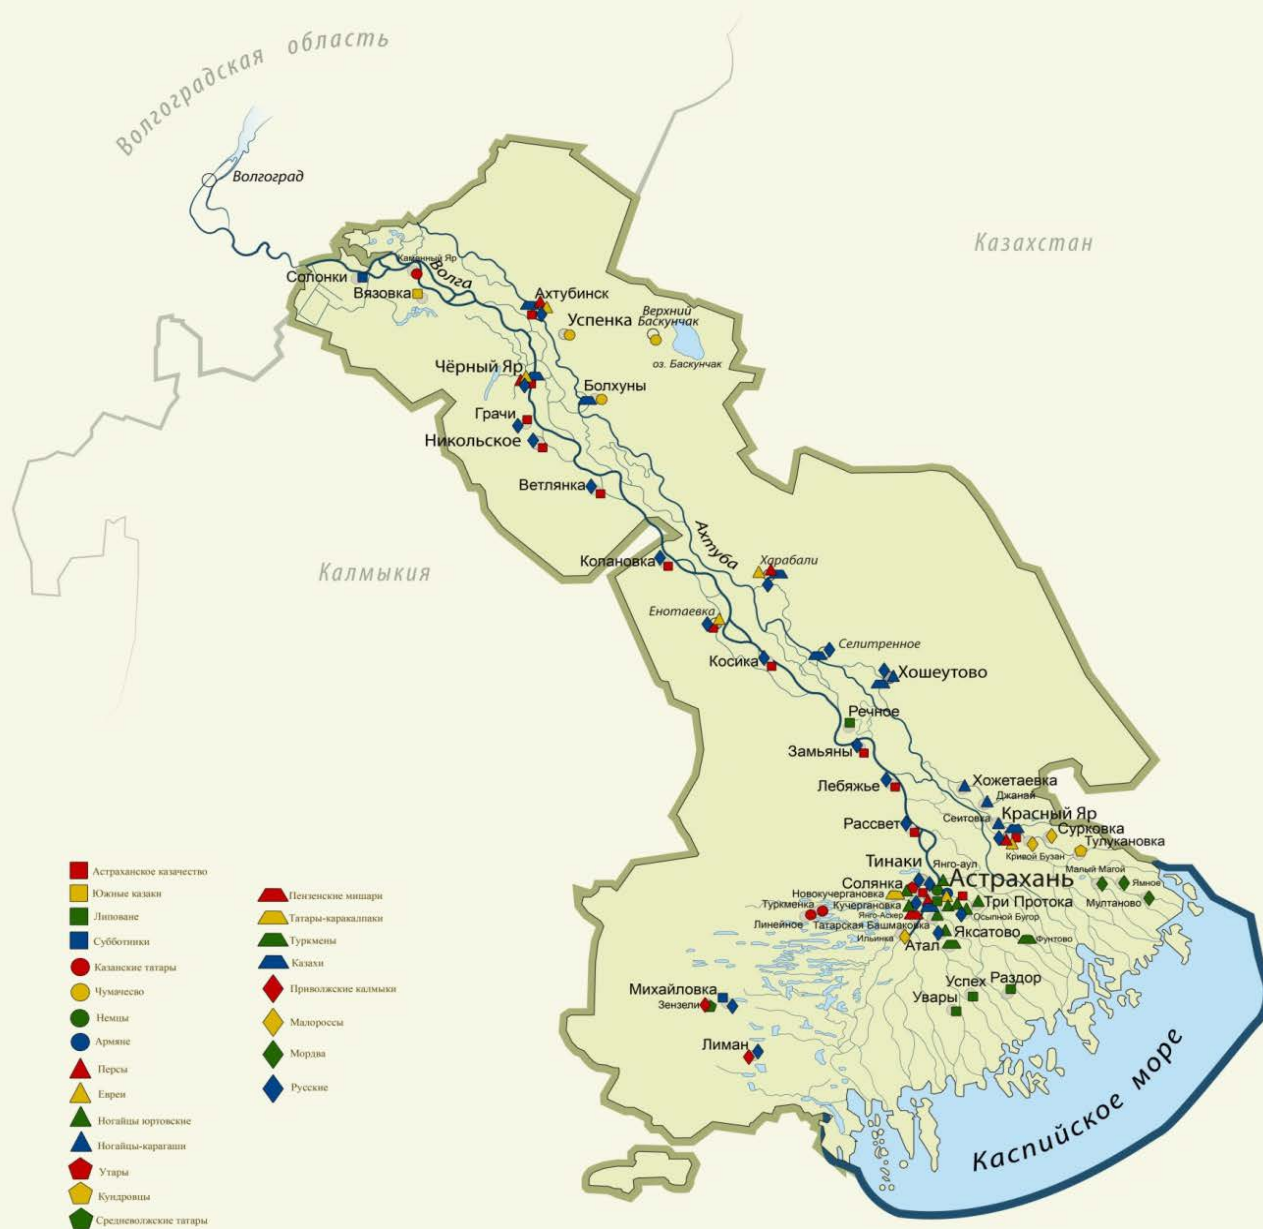 Волгоградская область
Волгоград
Казахстан
Каменный Яр
Волга
Солонки
Вязовка
Ахтубинск
Успенка
Верхний
Баскунчак
оз. Баскунчак
Чёрный Яр
Болхуны
Грачи
Никольское
Ветлянка
Ахтуба
Копановка
Харабали
Калмыкия
Енотаевка
Селитренное
Косика
Хошеутово
Речное
Замьяны
Лебяжье
Хожетаевка
Джанай
Сеитовка
Красный Яр
Рассвет
Сурковка
Тулукановка
Кривой Бузан
Тинаки
Янго-аул
Малый Магой
Ямное
Солянка
Астрахань
Новокучергановка
Мултаново
Туркменка
Кучергановка
Три Протока
Янго-Аскер
Осыпной Бугор
Линейное
Татарская Башмаковка
Яксатово
Ильинка
Атал
Фунтово
Успех
Раздор
Увары
Михайловка
Зензели
Лиман
Каспийское море
Астраханское казачество
Южные казаки
Липоване
Субботники
Казанские татары
Чумачесво
Немцы
Армяне
Персы
Евреи
Ногайцы юртовские
Ногайцы-карагаши
Утары
Кундровцы
Средневолжские татары
Пензенские мишари
Татары-каракалпаки
Туркмены
Казахи
Приволжские калмыки
Малороссы
Мордва
Русские